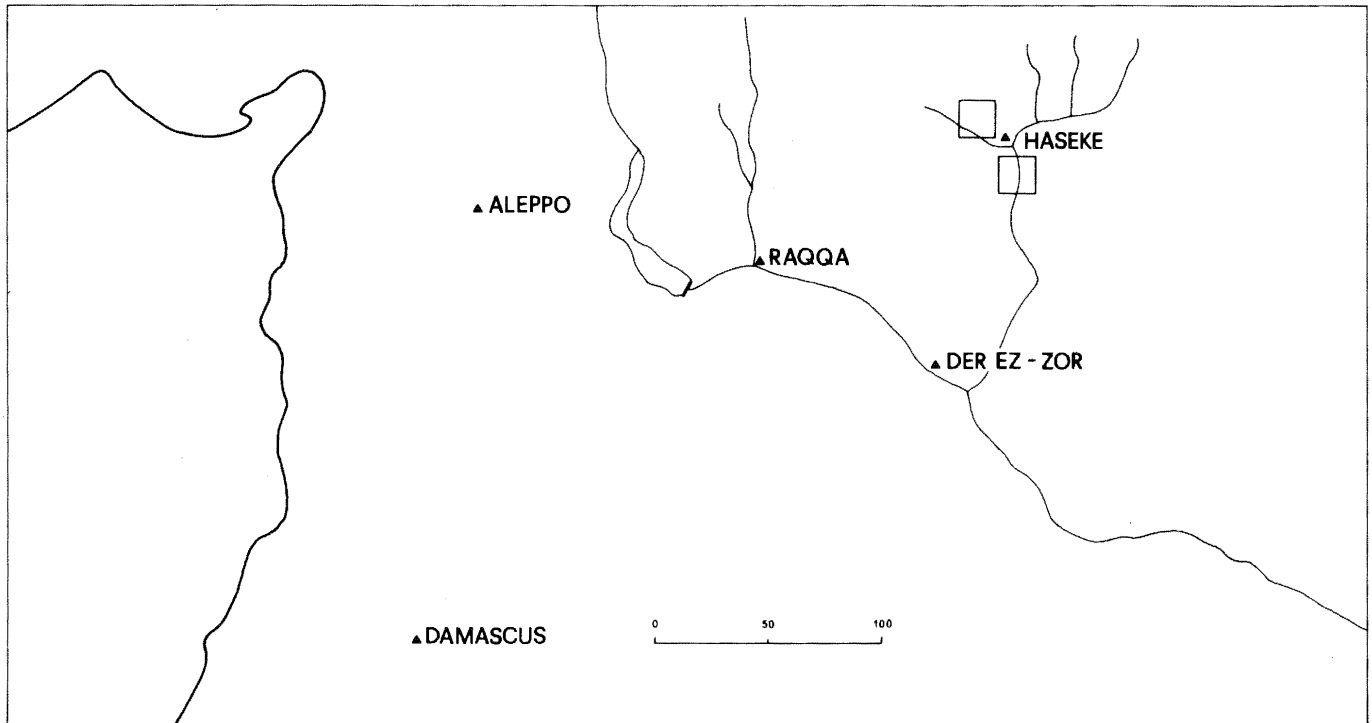 HASEKE
ALEPPO
RAQQA
DER EZ - ZOR
0 50 100
DAMASCUS